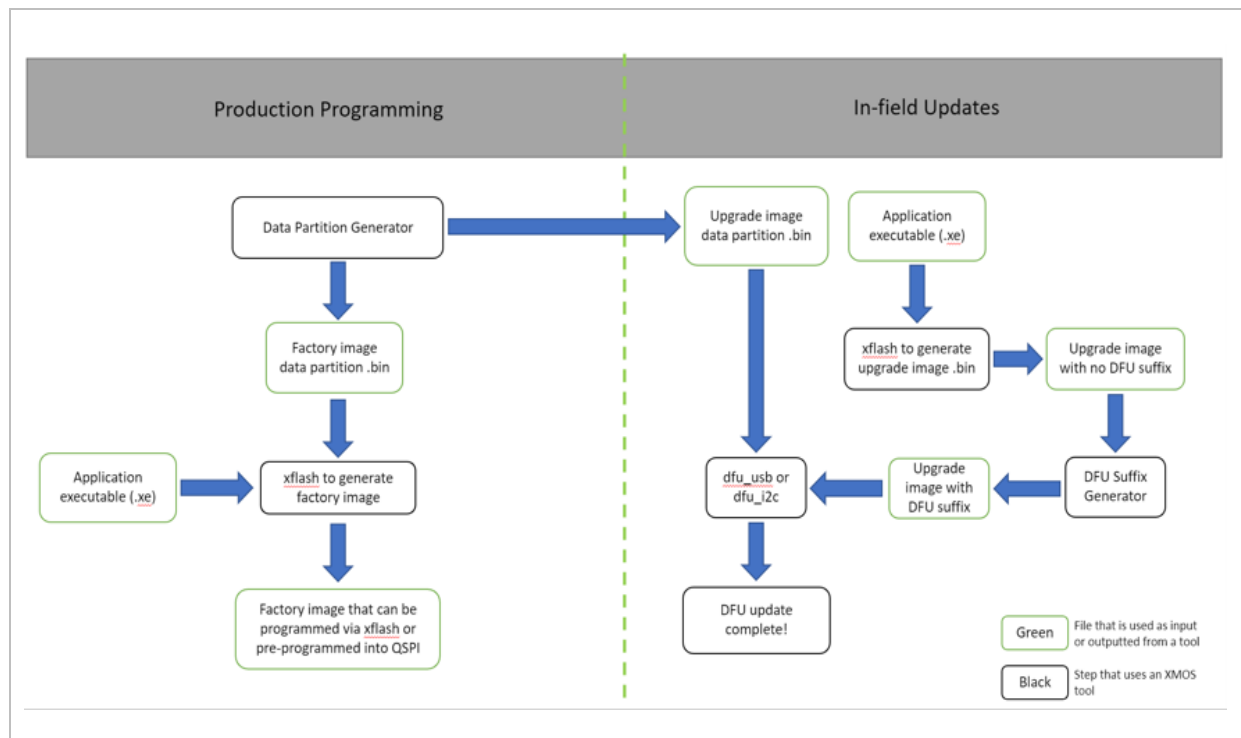 Production Programming
In-field Updates
Data Partition Generator
Upgrade image
data partition .bin
Application
executable (.xe)
Factory image
data partition .bin
xflash to generate
upgrade image .bin
Upgrade image
with no DFU suffix
Application
executable (.xe)
xflash to generate
factory image
dfu_usb or
dfu_i2c
Upgrade
image with
DFU suffix
DFU Suffix
Generator
Factory image that can be
programmed via xflash or
pre-programmed into QSPI
DFU update
complete!
Green
File that is used as input
or outputted from a tool
Black
Step that uses an XMOS
tool